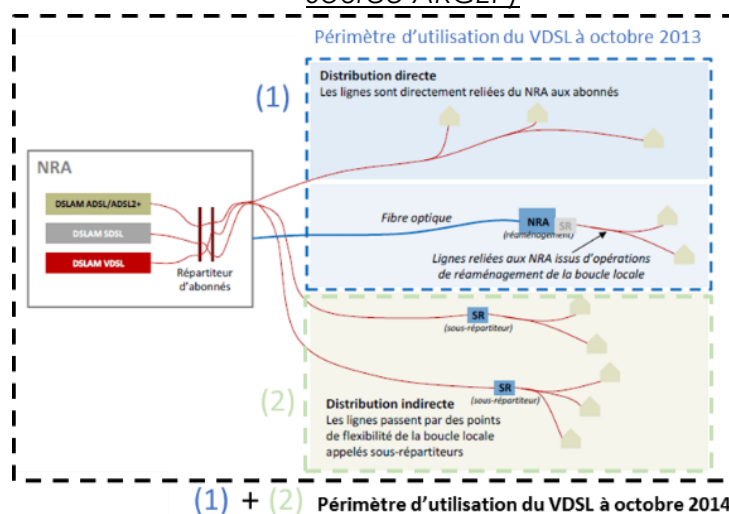 Périmètre d'utilisation du VDSL à octobre 2013
(1)
Distribution directe
Les lignes sont directement reliées du NRA aux abonnés
NRA
DSLAM ADSL/ADSL2+
DSLAM SDSL
DSLAM VDSL
Répartiteur
d'abonnés
Fibre optique
NRA
SR
(réaménagement)
Lignes reliées aux NRA issus d'opérations
de réaménagement de la boucle locale
SR
(sous-répartiteur)
SR
(sous-répartiteur)
(2)
Distribution indirecte
Les lignes passent par des points
de flexibilité de la boucle locale
appelés sous-répartiteurs
(1) + (2) Périmètre d'utilisation du VDSL à octobre 2014